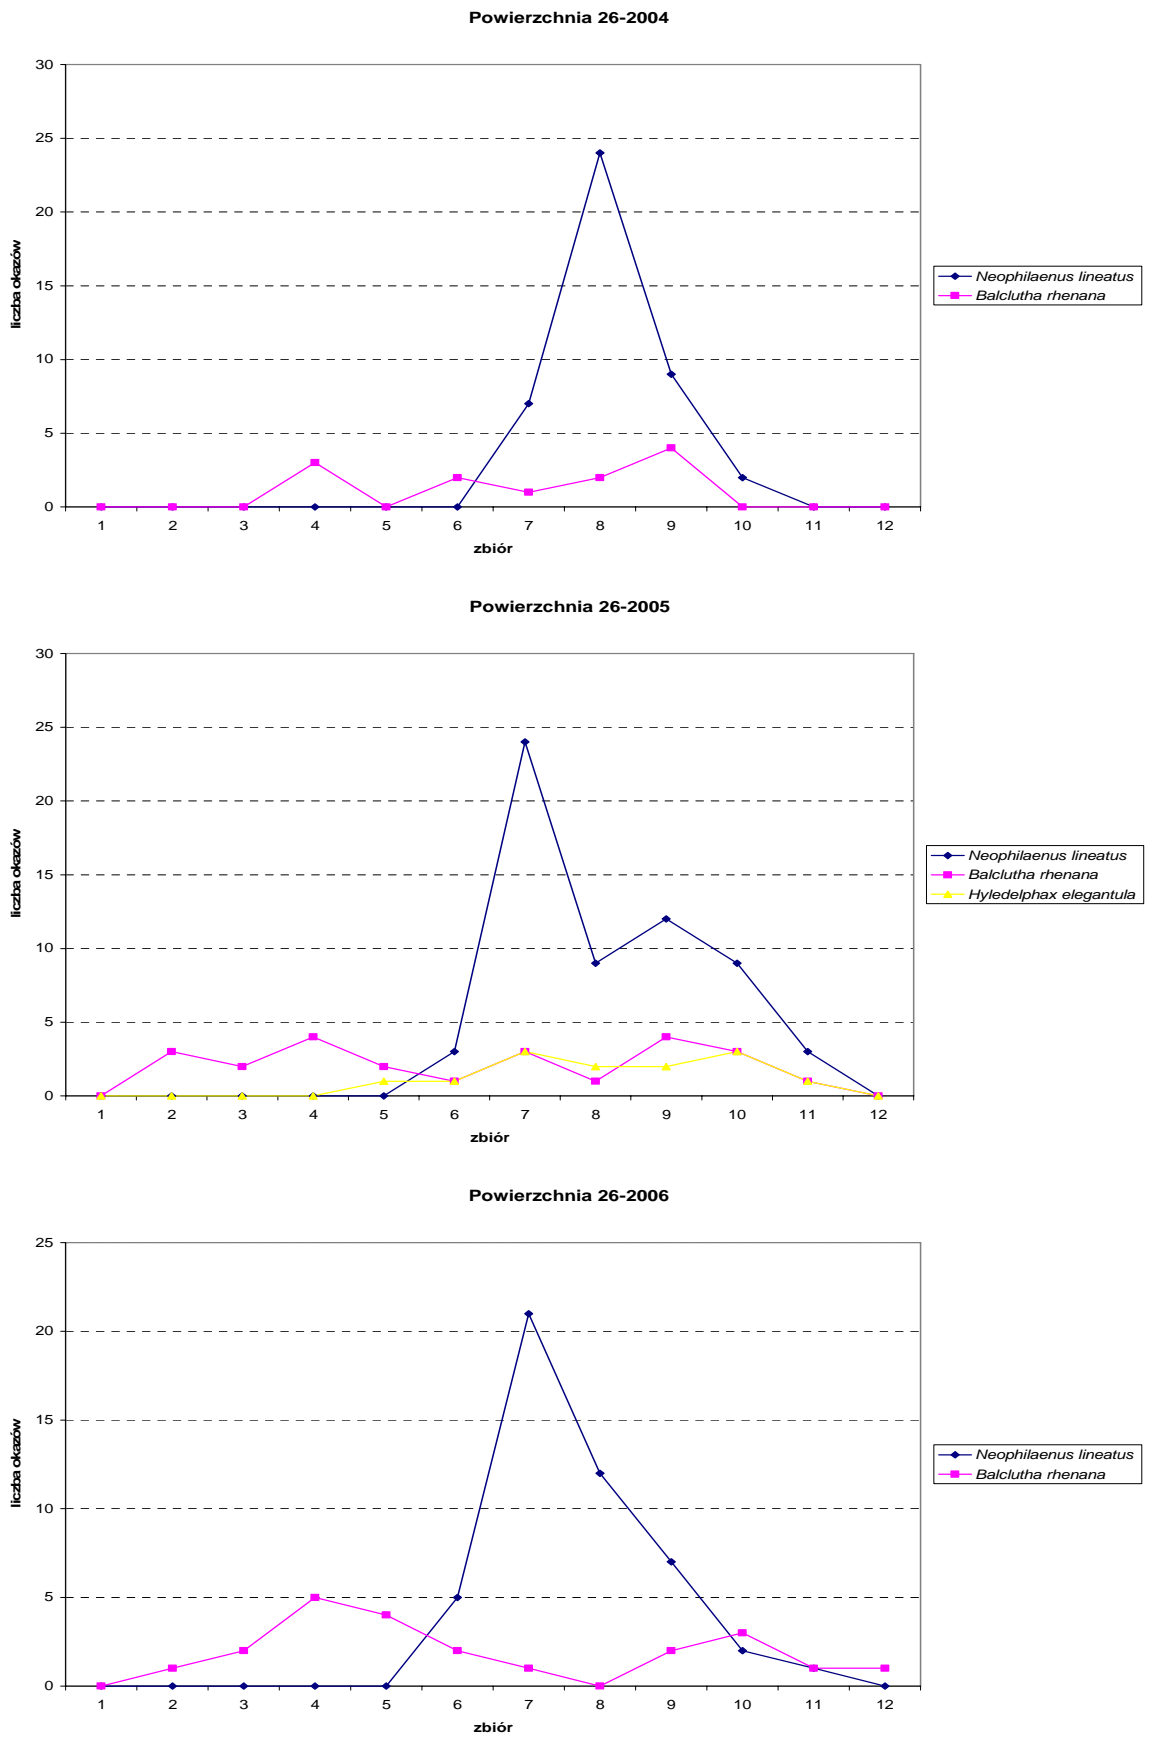 Powierzchnia 26-2004
30
25
20
15
10
5
0
liczba okazów
1 2 3 4 5 6 7 8 9 10 11 12
zbiór
Neophilaenus lineatus
Balclutha rhenana
Powierzchnia 26-2005
30
25
20
15
10
5
0
liczba okazów
1 2 3 4 5 6 7 8 9 10 11 12
zbiór
Neophilaenus lineatus
Balclutha rhenana
Hyledelphax elegantula
Powierzchnia 26-2006
25
20
15
10
5
0
liczba okazów
1 2 3 4 5 6 7 8 9 10 11 12
zbiór
Neophilaenus lineatus
Balclutha rhenana